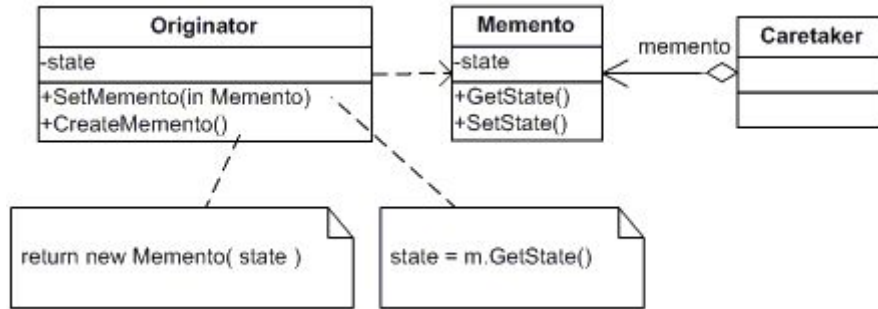 Originator
-state
+SetMemento(in Memento)
+CreateMemento()
Memento
-state
+GetState()
+SetState()
memento
Caretaker
return new Memento( state )
state = m.GetState()